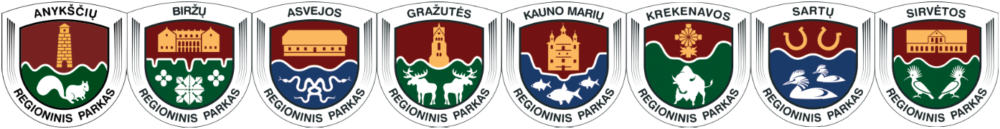 ANYKŠČIŲ
REGIONINIS PARKAS
BIRŽŲ
REGIONINIS PARKAS
ASVEJOS
REGIONINIS PARKAS
GRAŽUTĖS
REGIONINIS PARKAS
KAUNO MARIŲ
REGIONINIS PARKAS
KREKENAVOS
REGIONINIS PARKAS
SARTŲ
REGIONINIS PARKAS
SIRVĖTOS
REGIONINIS PARKAS